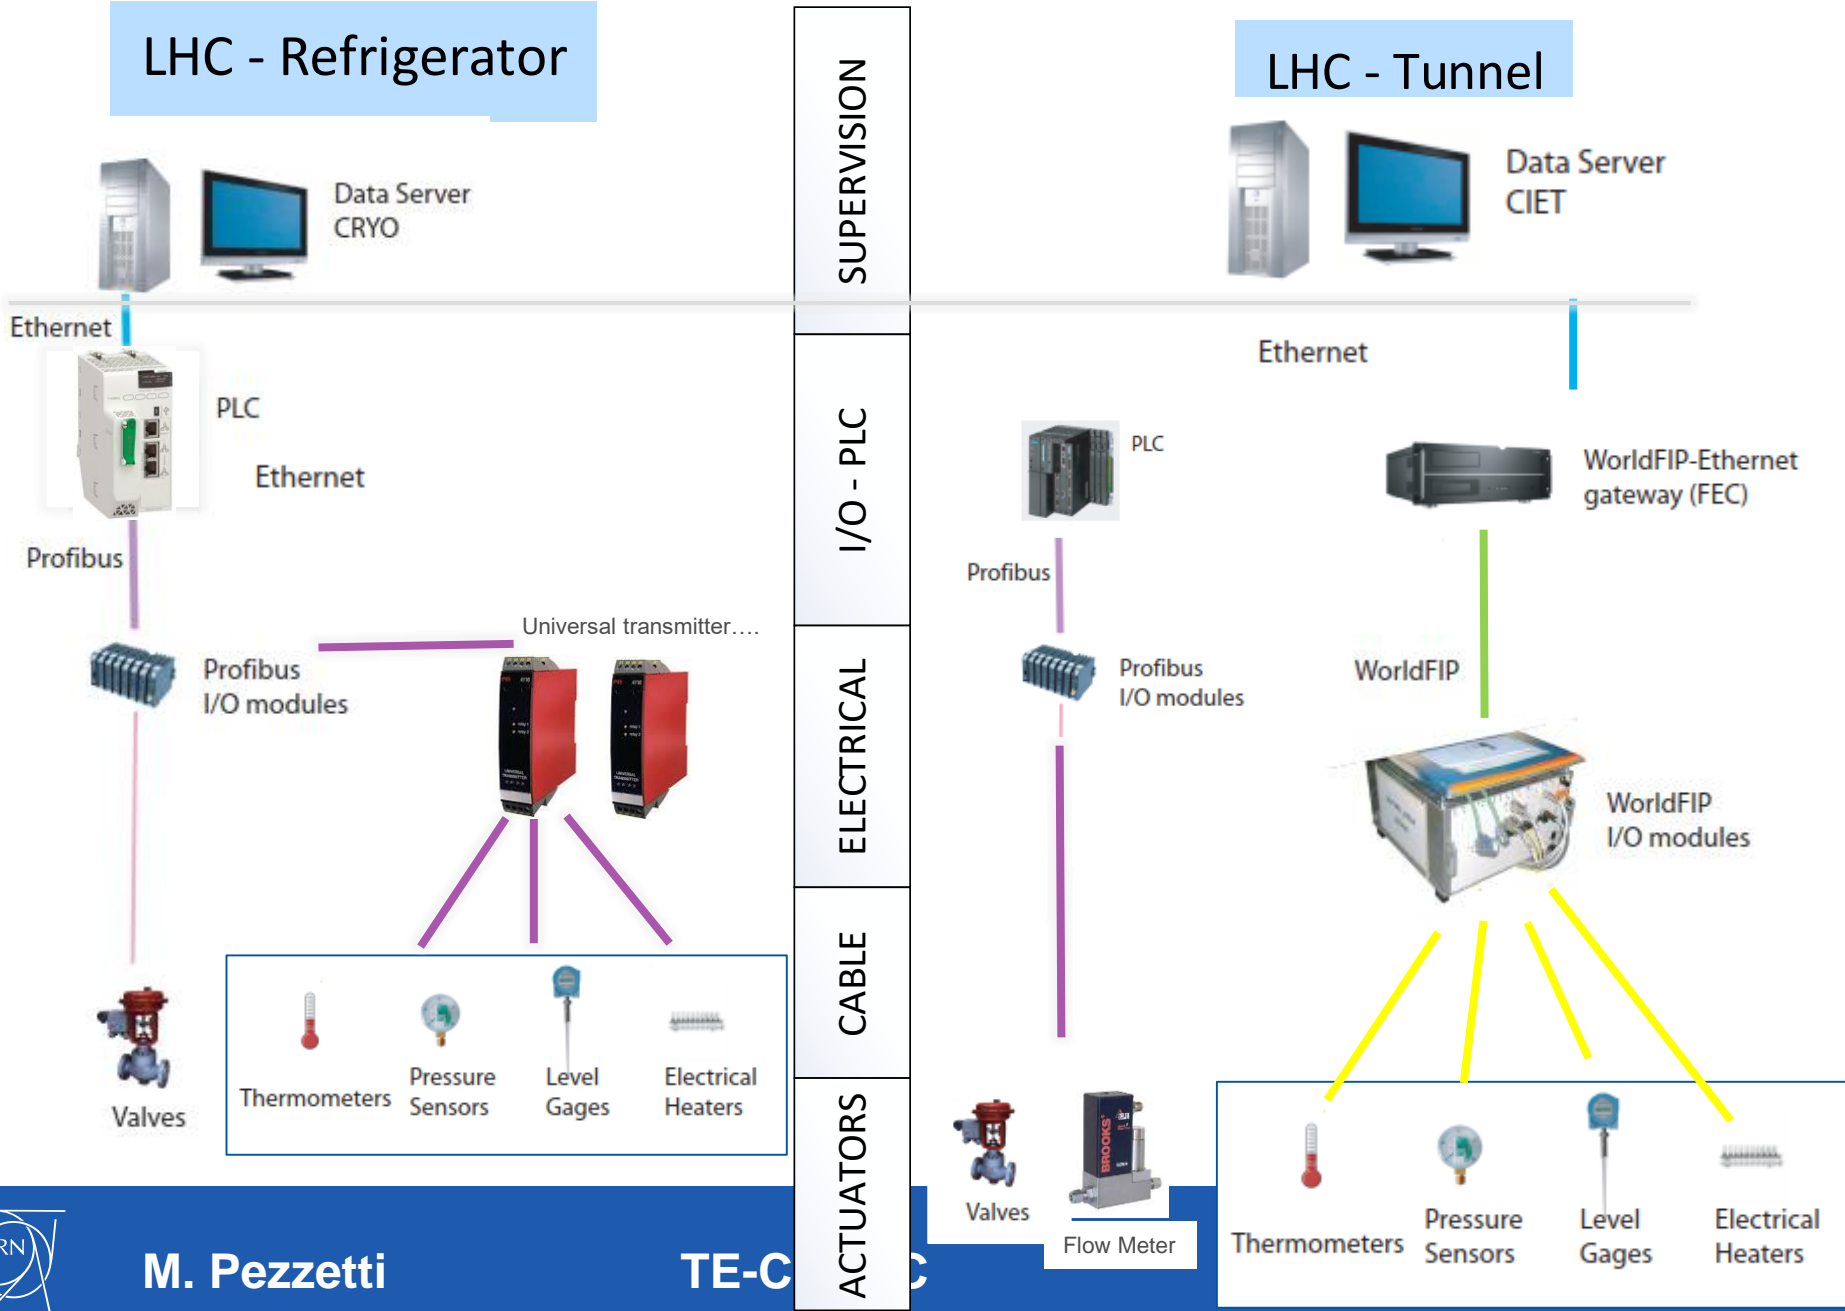 LHC - Refrigerator
Data Server
CRYO
Ethernet
PLC
Ethernet
Profibus
Universal transmitter....
Profibus
I/O modules
Thermometers
Pressure
Sensors
Level
Gages
Electrical
Heaters
Valves
SUPERVISION
I/O - PLC
ELECTRICAL
CABLE
ACTUATORS
LHC - Tunnel
Data Server
CIET
Ethernet
PLC
WorldFIP-Ethernet
gateway (FEC)
Profibus
Profibus
I/O modules
WorldFIP
WorldFIP
I/O modules
BROOKS
Valves
Flow Meter
Thermometers
Pressure
Sensors
Level
Gages
Electrical
Heaters
M. Pezzetti